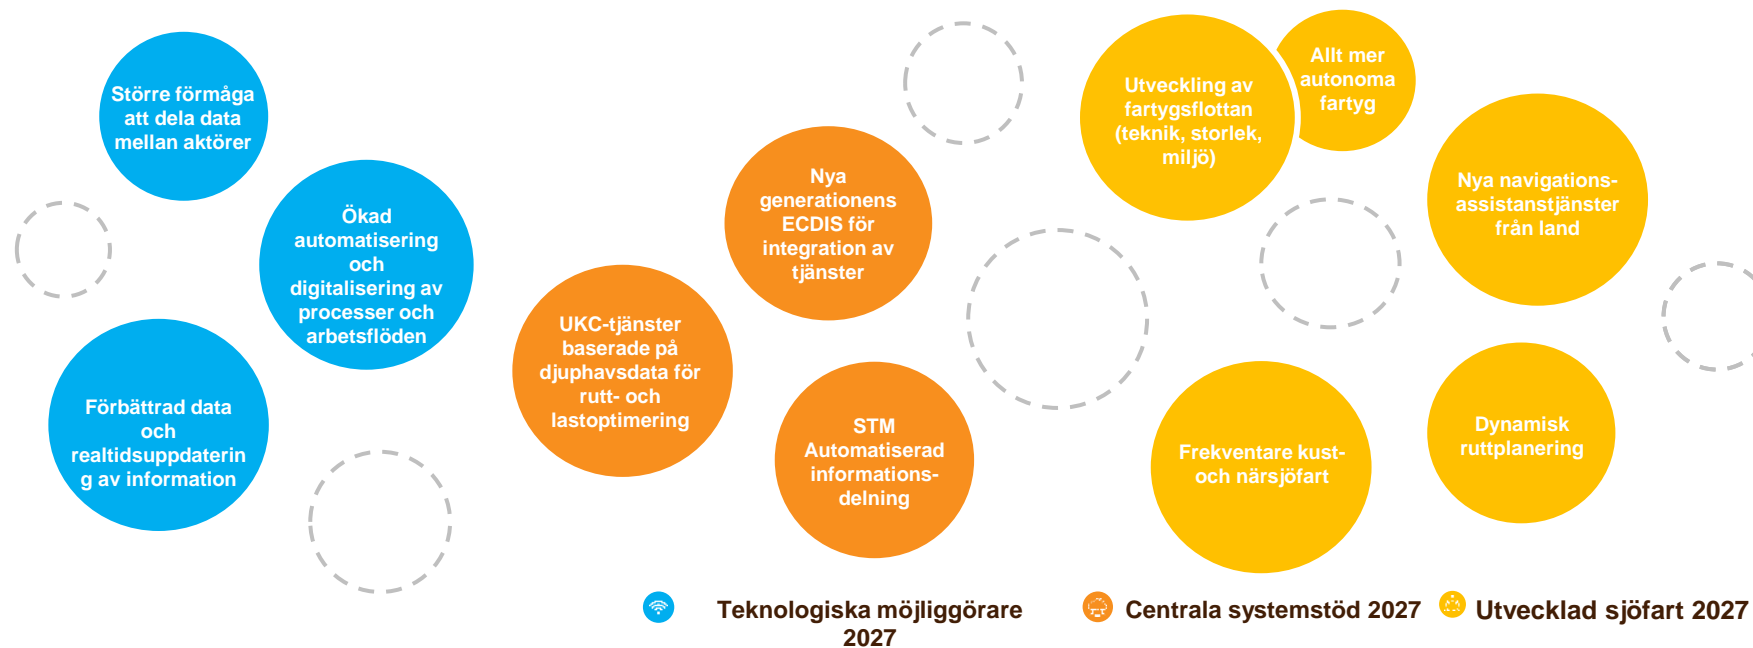 Större förmåga
att dela data
mellan aktörer
Ökad
automatisering
och
digitalisering av
processer och
arbetsflöden
Förbättrad data
och
realtidsuppdaterin
g av information
UKC-tjänster
baserade på
djuphavsdata för
rutt- och
lastoptimering
Nya
generationens
ECDIS för
integration av
tjänster
STM
Automatiserad
informations-
delning
Utveckling av
fartygsflottan
(teknik, storlek,
miljö)
Allt mer
autonoma
fartyg
Nya navigations-
assistanstjänster
från land
Frekventare kust-
och närsjöfart
Dynamisk
ruttplanering
Teknologiska möjliggörare
2027
Centrala systemstöd 2027
Utvecklad sjöfart 2027